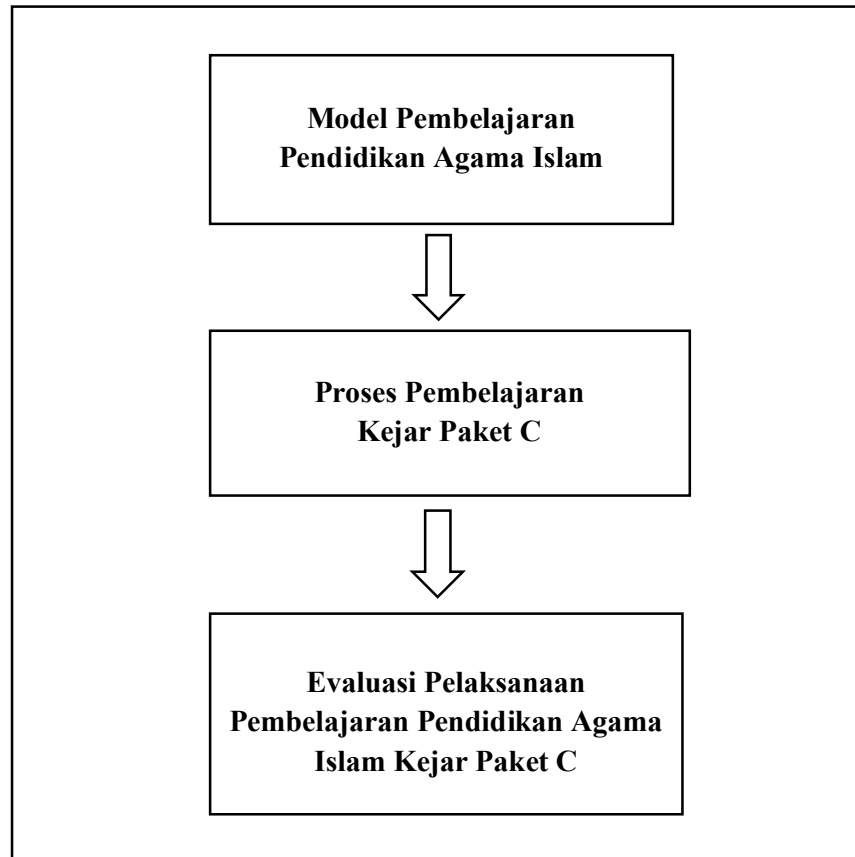 Model Pembelajaran
Pendidikan Agama Islam
Proses Pembelajaran
Kejar Paket C
Evaluasi Pelaksanaan
Pembelajaran Pendidikan Agama
Islam Kejar Paket C